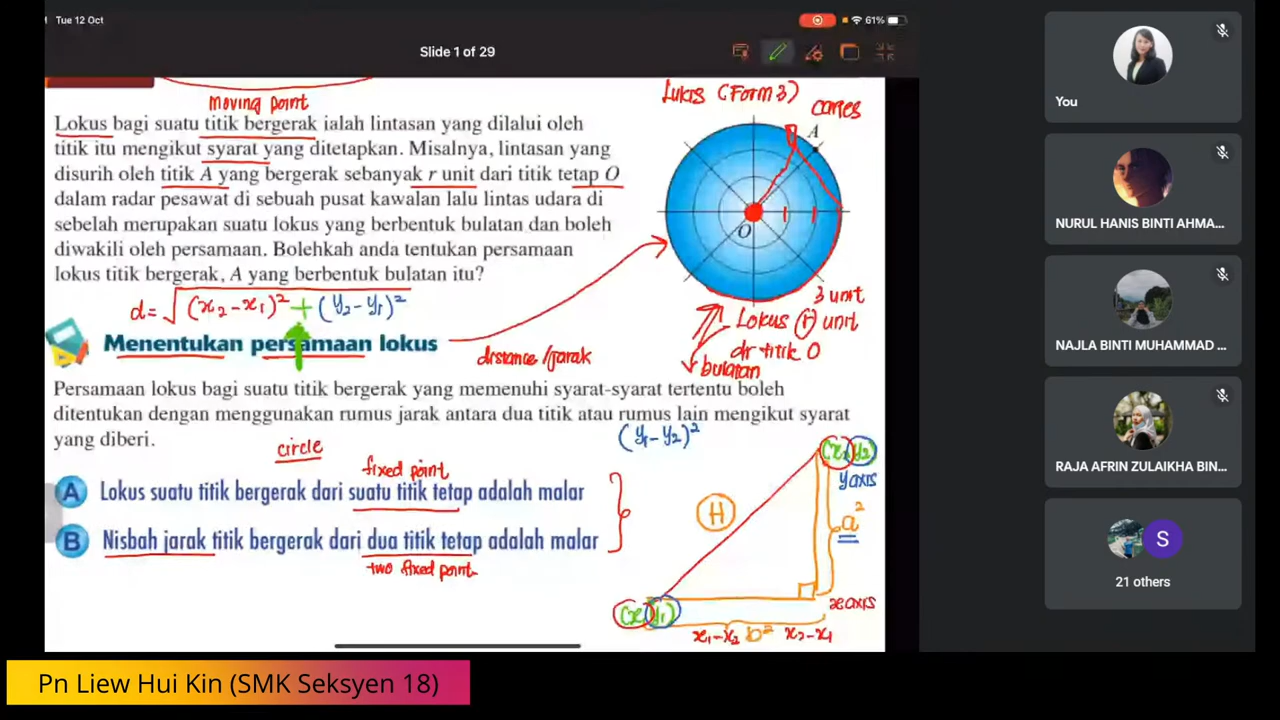 Tue 12 Oct
61%
Slide 1 of 29
moving point
Lokus bagi suatu titik bergerak ialah lintasan yang dilalui oleh
titik itu mengikut syarat yang ditetapkan. Misalnya, lintasan yang
disurih oleh titik A yang bergerak sebanyak r unit dari titik tetap O
dalam radar pesawat di sebuah pusat kawalan lalu lintas udara di
sebelah merupakan suatu lokus yang berbentuk bulatan dan boleh
diwakili oleh persamaan. Bolehkah anda tentukan persamaan
lokus titik bergerak, A yang berbentuk bulatan itu?
d = √(x₂ - x₁)² + (y₂ - y₁)²
Lukis (Form 3)
A
O
3 unit
Lokus r unit
dr titik O
bulatan
Menentukan persamaan lokus
distance / jarak
Persamaan lokus bagi suatu titik bergerak yang memenuhi syarat-syarat tertentu boleh
ditentukan dengan menggunakan rumus jarak antara dua titik atau rumus lain mengikut syarat
yang diberi.
(y₁ - y₂)²
circle
fixed point
A Lokus suatu titik bergerak dari suatu titik tetap adalah malar
B Nisbah jarak titik bergerak dari dua titik tetap adalah malar
two fixed point
y₂)
y axis
H
a²
x axis
y₁)
x₁ - x₂ b² x₂ - x₁
You
NURUL HANIS BINTI AHMA...
NAJLA BINTI MUHAMMAD ...
RAJA AFRIN ZULAIKHA BIN...
S
21 others
Pn Liew Hui Kin (SMK Seksyen 18)